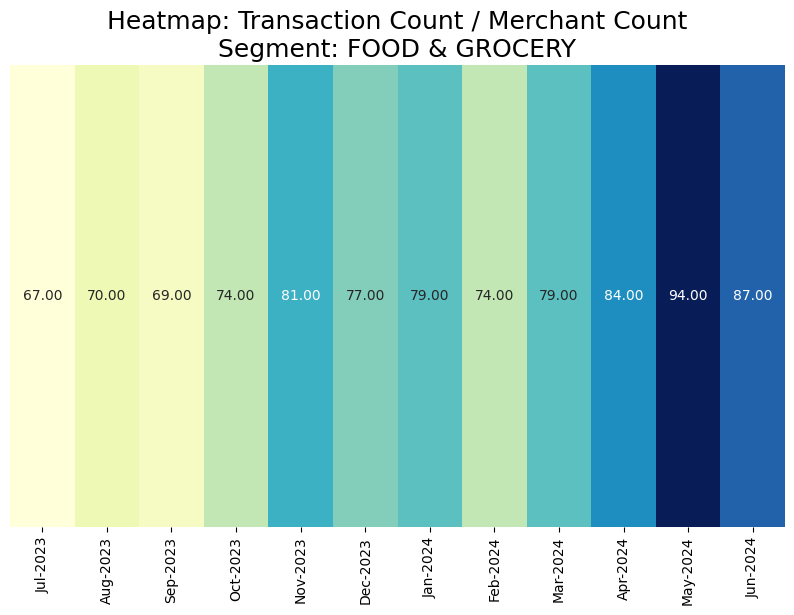 Heatmap: Transaction Count / Merchant Count
Segment: FOOD & GROCERY
67.00 70.00 69.00 74.00 81.00 77.00 79.00 74.00 79.00 84.00 94.00 87.00
Jul-2023
Aug-2023
Sep-2023
Oct-2023
Nov-2023
Dec-2023
Jan-2024
Feb-2024
Mar-2024
Apr-2024
May-2024
Jun-2024